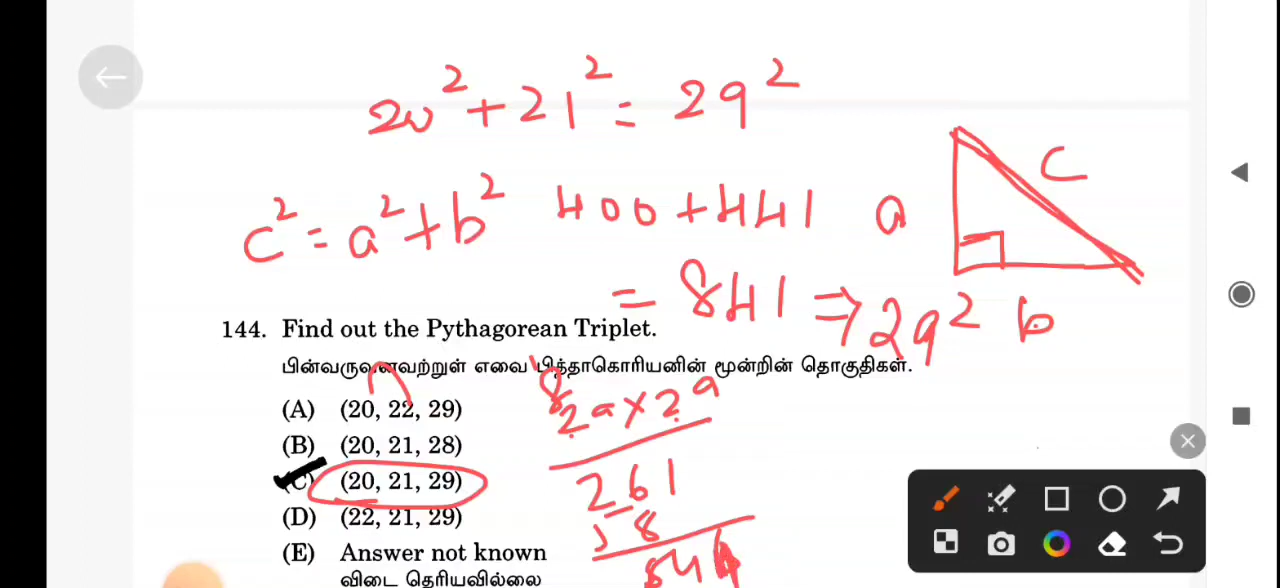 20² + 21² = 29²
c² = a² + b² 400 + 441 a c
= 841 ⇒ 29² b
144. Find out the Pythagorean Triplet.
பின்வருவனவற்றுள் எவை பித்தாகொரியனின் மூன்றின் தொகுதிகள்.
(A) (20, 22, 29)
29 × 29
(B) (20, 21, 28)
(C) (20, 21, 29)
261
(D) (22, 21, 29)
(E) Answer not known
விடை தெரியவில்லை